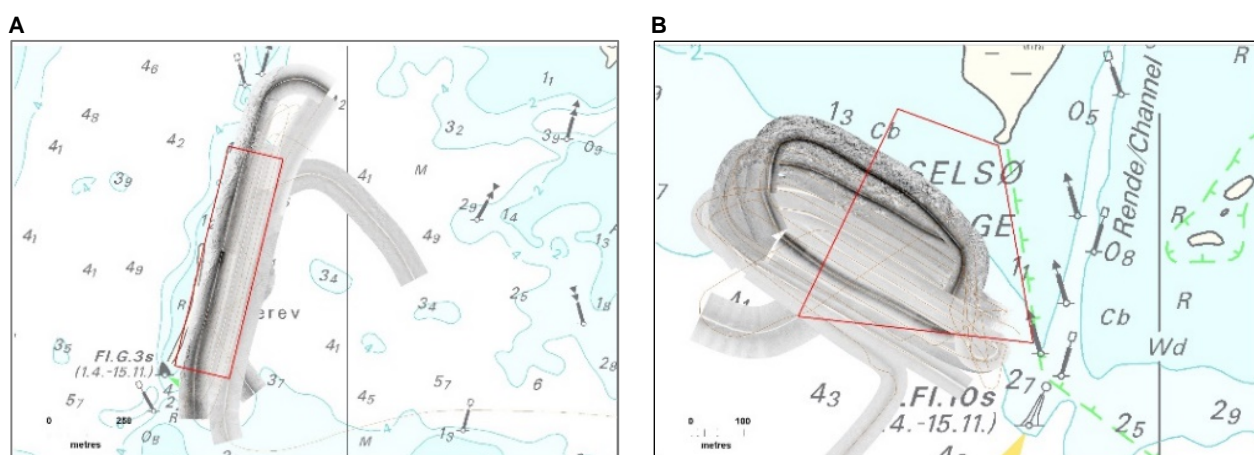 A
B
4₆
1₁
4₈
4₂
4₁
3₂
3₉
0₉
M
4₁
3₉
2₉
1₄
4₁
4₉
1₃
4₁
4₉
3₄
2₅
1₈
R
3₄
erev
3₅
Fl.G.3s
(1.4.-15.11.)
4₁
2₈
3₇
5₇
6
5₇
4₅
R
0₈
M
1₉
0 250
metres
1₃
Cb
0₅
Rende/Channel
R
SELSØ
GE
R
0₈
1₁
R
4₁
Cb
Wd
4₃
2₇
.Fl.10s
.4.-15.11.)
2₅
2₉
0 100
metres